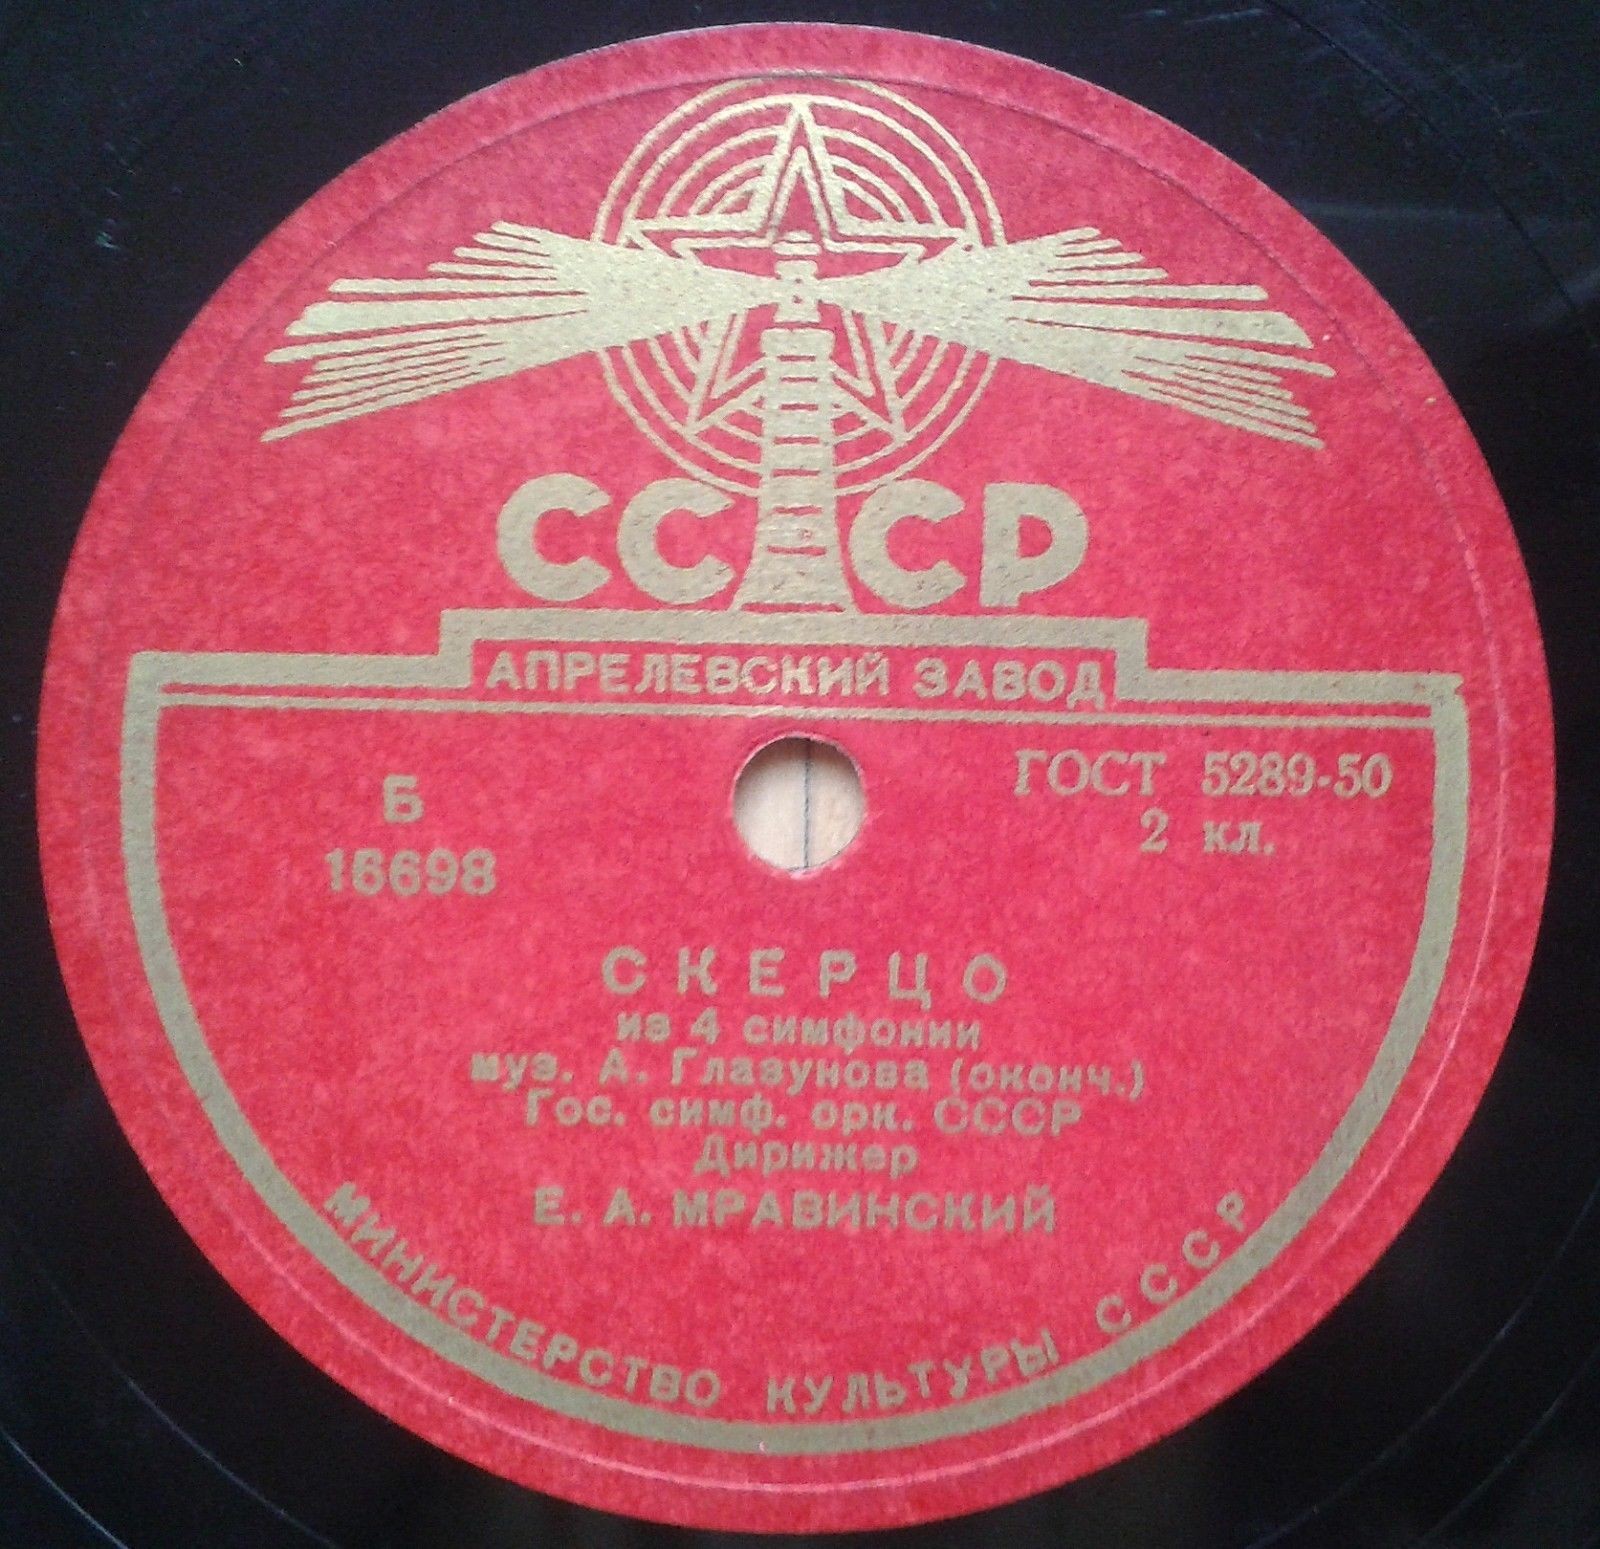 СССР
АПРЕЛЕВСКИЙ ЗАВОД
Б
16698
ГОСТ 5289-50
2 кл.
СКЕРЦО
из 4 симфонии
муз. А. Глазунова (оконч.)
Гос. симф. орк. СССР
Дирижер
Е. А. МРАВИНСКИЙ
МИНИСТЕРСТВО КУЛЬТУРЫ СССР